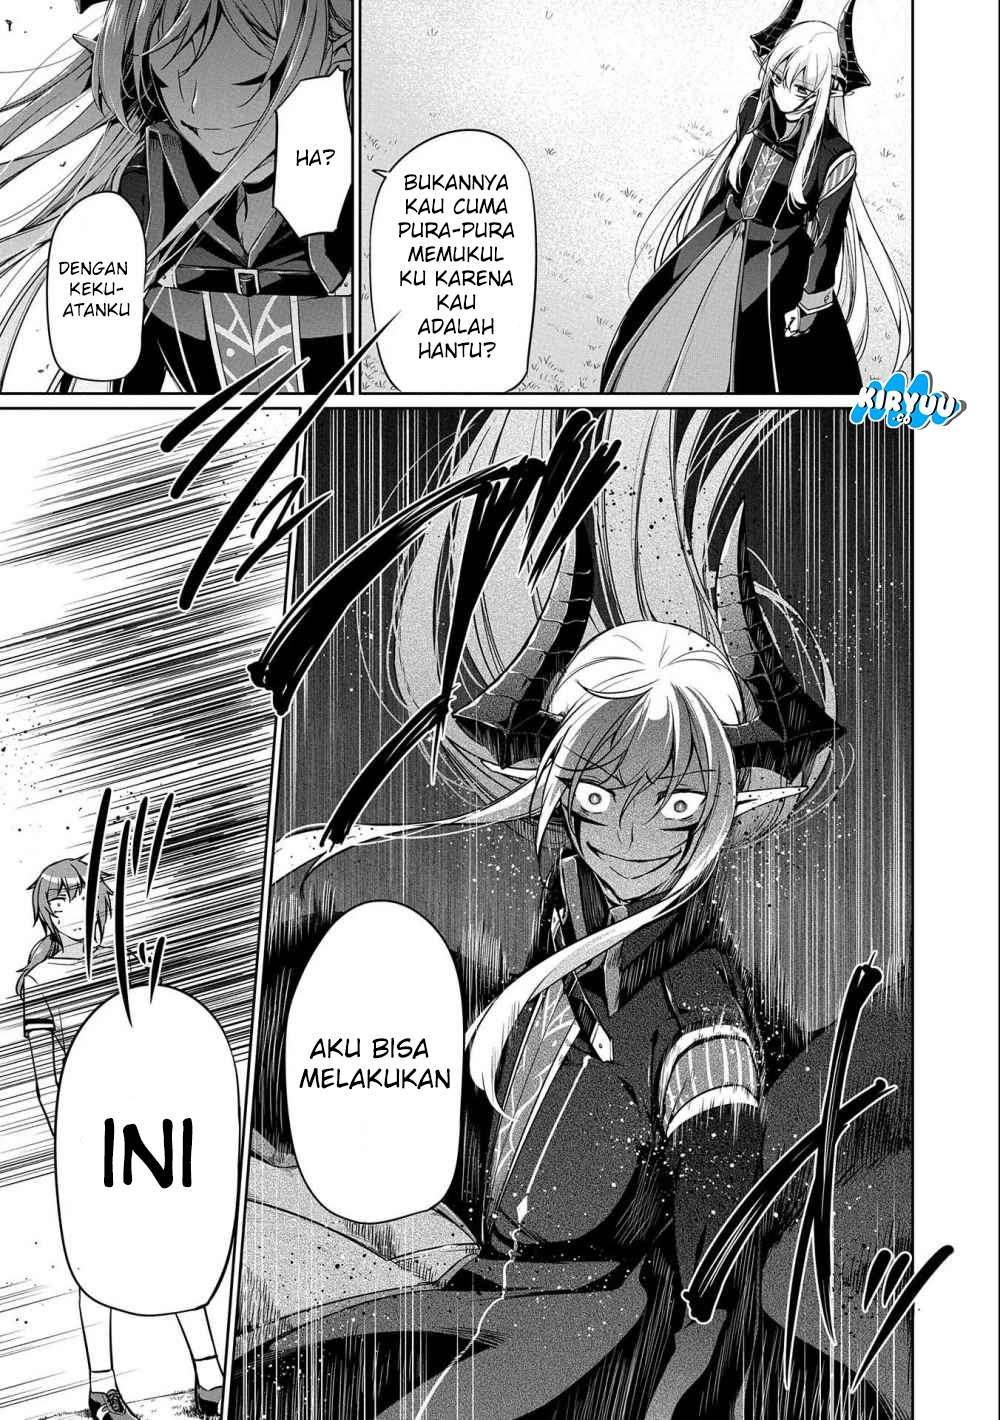 BUKANNYA
KAU CUMA
PURA-PURA
MEMUKUL
KU KARENA
KAU
ADALAH
HANTU?
HA?
DENGAN
KEKU-
ATANKU
KIRYUU
.CO
AKU BISA
MELAKUKAN
INI